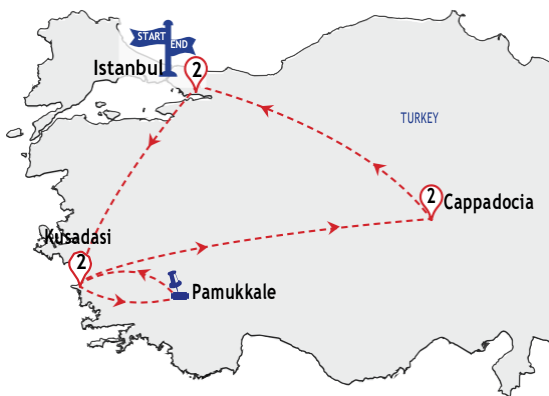 START
END
Istanbul
2
TURKEY
2
Cappadocia
Kusadasi
2
Pamukkale